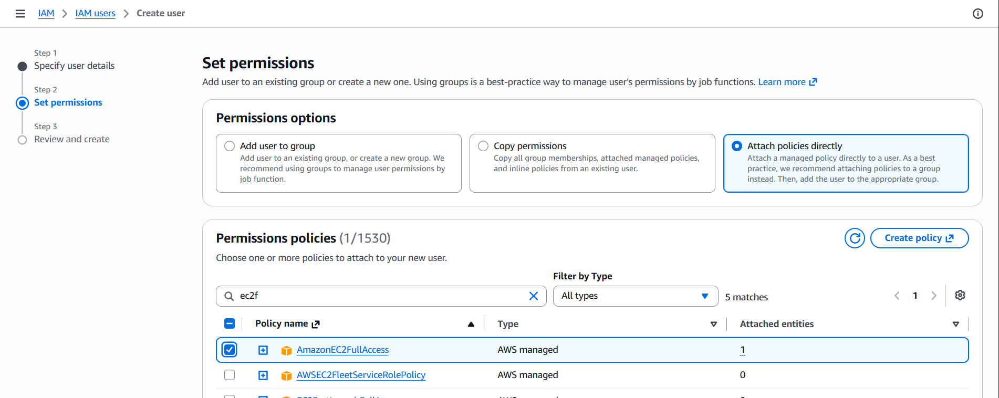 IAM > IAM users > Create user
Step 1
Specify user details
Step 2
Set permissions
Step 3
Review and create
Set permissions
Add user to an existing group or create a new one. Using groups is a best-practice way to manage user's permissions by job functions. Learn more
Permissions options
Add user to group
Add user to an existing group, or create a new group. We
recommend using groups to manage user permissions by
job function.
Copy permissions
Copy all group memberships, attached managed policies,
and inline policies from an existing user.
Attach policies directly
Attach a managed policy directly to a user. As a best
practice, we recommend attaching policies to a group
instead. Then, add the user to the appropriate group.
Permissions policies (1/1530)
Create policy
Choose one or more policies to attach to your new user.
Filter by Type
ec2f
All types
5 matches
1
Policy name
Type
Attached entities
AmazonEC2FullAccess AWS managed 1
AWSEC2FleetServiceRolePolicy AWS managed 0